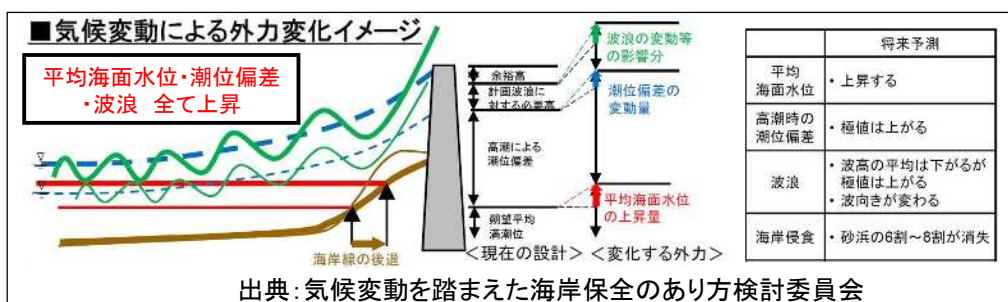 ■気候変動による外力変化イメージ
平均海面水位・潮位偏差
・波浪 全て上昇
海岸線の後退
余裕高
計画波浪に
対する必要高
高潮による
潮位偏差
朔望平均
満潮位
<現在の設計>
波浪の変動等
の影響分
潮位偏差の
変動量
平均海面水位
の上昇量
<変化する外力>
将来予測
平均
海面水位
・上昇する
高潮時の
潮位偏差
・極値は上がる
波浪
・波高の平均は下がるが
極値は上がる
・波向きが変わる
海岸侵食
・砂浜の6割~8割が消失
出典:気候変動を踏まえた海岸保全のあり方検討委員会